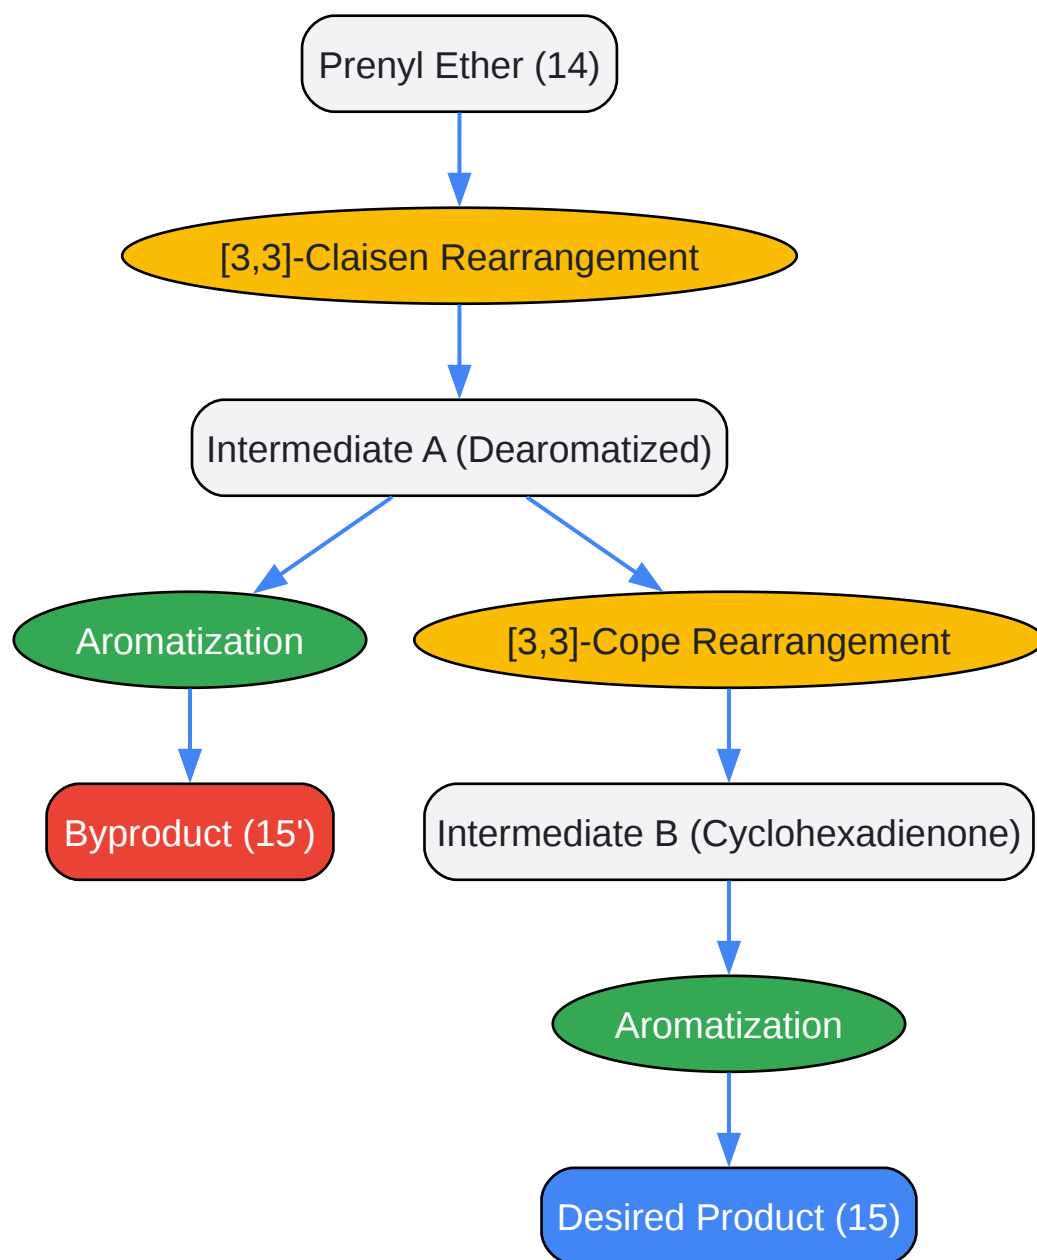 Prenyl Ether (14)
[3,3]-Claisen Rearrangement
Intermediate A (Dearomatized)
Aromatization
[3,3]-Cope Rearrangement
Byproduct (15')
Intermediate B (Cyclohexadienone)
Aromatization
Desired Product (15)